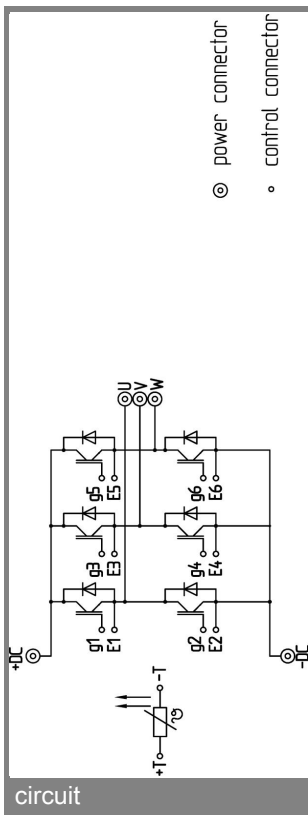 power connector
control connector
U
V
W
g5
E5
g6
E6
g3
E3
g4
E4
g1
E1
g2
E2
+DC
-DC
-T
ϑ
+T
circuit